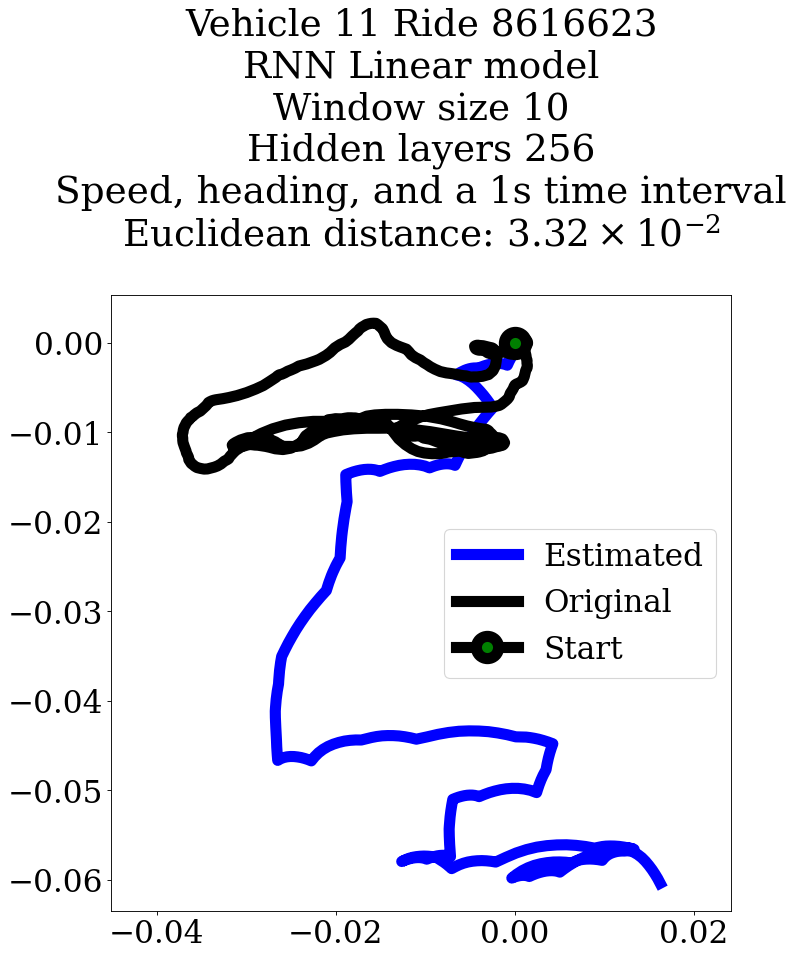 Vehicle 11 Ride 8616623
RNN Linear model
Window size 10
Hidden layers 256
Speed, heading, and a 1s time interval
Euclidean distance: 3.32 × 10⁻²
0.00
−0.01
−0.02
−0.03
−0.04
−0.05
−0.06
Estimated
Original
Start
−0.04
−0.02
0.00
0.02